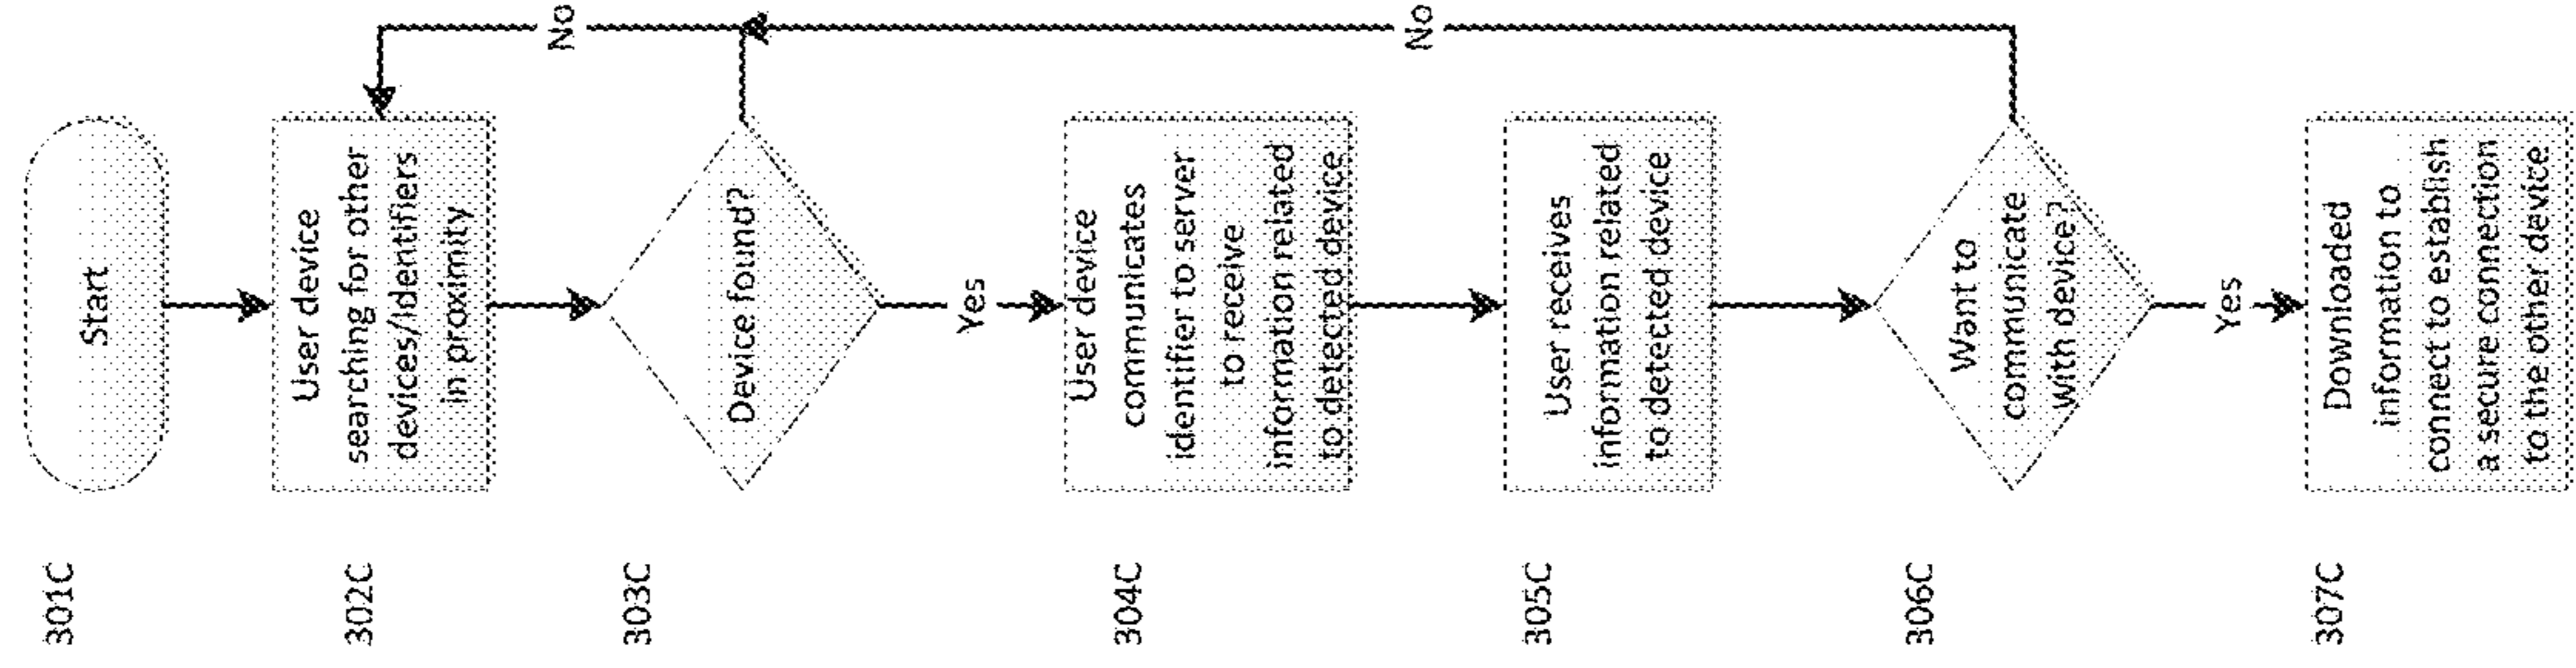 301C
Start
302C
User device
searching for other
devices/identifiers
in proximity
No
303C
Device found?
Yes
304C
User device
communicates
identifier to server
to receive
information related
to detected device
305C
User receives
information related
to detected device
No
306C
Want to
communicate
with device?
Yes
307C
Downloaded
information to
connect to establish
a secure connection
to the other device